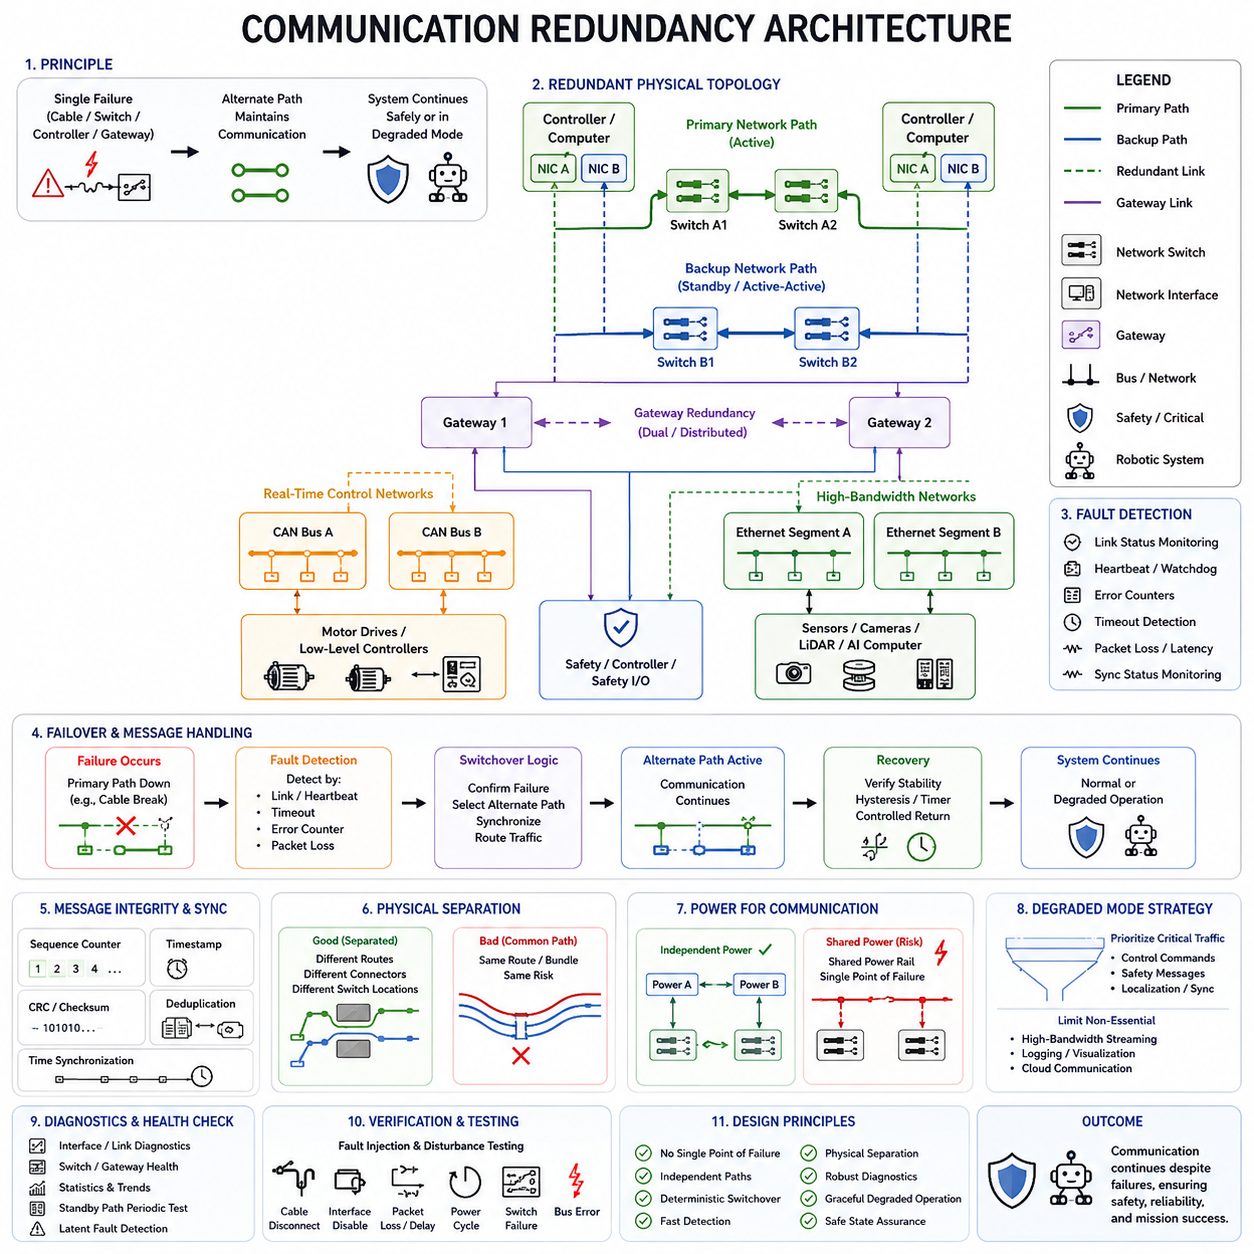 COMMUNICATION REDUNDANCY ARCHITECTURE
1. PRINCIPLE
Single Failure
(Cable / Switch /
Controller / Gateway)
Alternate Path
Maintains
Communication
System Continues
Safely or in
Degraded Mode
2. REDUNDANT PHYSICAL TOPOLOGY
Controller /
Computer
NIC A
NIC B
Primary Network Path
(Active)
Controller /
Computer
NIC A
NIC B
Switch A1
Switch A2
Backup Network Path
(Standby / Active-Active)
Switch B1
Switch B2
Gateway 1
Gateway Redundancy
(Dual / Distributed)
Gateway 2
Real-Time Control Networks
High-Bandwidth Networks
CAN Bus A
CAN Bus B
Ethernet Segment A
Ethernet Segment B
Motor Drives /
Low-Level Controllers
Safety / Controller /
Safety I/O
Sensors / Cameras /
LiDAR / AI Computer
LEGEND
Primary Path
Backup Path
Redundant Link
Gateway Link
Network Switch
Network Interface
Gateway
Bus / Network
Safety / Critical
Robotic System
3. FAULT DETECTION
Link Status Monitoring
Heartbeat / Watchdog
Error Counters
Timeout Detection
Packet Loss / Latency
Sync Status Monitoring
4. FAILOVER & MESSAGE HANDLING
Failure Occurs
Primary Path Down
(e.g., Cable Break)
Fault Detection
Detect by:
• Link / Heartbeat
• Timeout
• Error Counter
• Packet Loss
Switchover Logic
Confirm Failure
Select Alternate Path
Synchronize
Route Traffic
Alternate Path Active
Communication
Continues
Recovery
Verify Stability
Hysteresis / Timer
Controlled Return
System Continues
Normal or
Degraded Operation
5. MESSAGE INTEGRITY & SYNC
Sequence Counter
1 2 3 4 ...
Timestamp
CRC / Checksum
101010...
Deduplication
Time Synchronization
6. PHYSICAL SEPARATION
Good (Separated)
Different Routes
Different Connectors
Different Switch Locations
Bad (Common Path)
Same Route / Bundle
Same Risk
7. POWER FOR COMMUNICATION
Independent Power
Power A
Power B
Shared Power (Risk)
Shared Power Rail
Single Point of Failure
8. DEGRADED MODE STRATEGY
Prioritize Critical Traffic
• Control Commands
• Safety Messages
• Localization / Sync
Limit Non-Essential
• High-Bandwidth Streaming
• Logging / Visualization
• Cloud Communication
9. DIAGNOSTICS & HEALTH CHECK
Interface / Link Diagnostics
Switch / Gateway Health
Statistics & Trends
Standby Path Periodic Test
Latent Fault Detection
10. VERIFICATION & TESTING
Fault Injection & Disturbance Testing
Cable
Disconnect
Interface
Disable
Packet
Loss / Delay
Power
Cycle
Switch
Failure
Bus Error
11. DESIGN PRINCIPLES
No Single Point of Failure
Independent Paths
Deterministic Switchover
Fast Detection
Physical Separation
Robust Diagnostics
Graceful Degraded Operation
Safe State Assurance
OUTCOME
Communication
continues despite
failures, ensuring
safety, reliability,
and mission success.